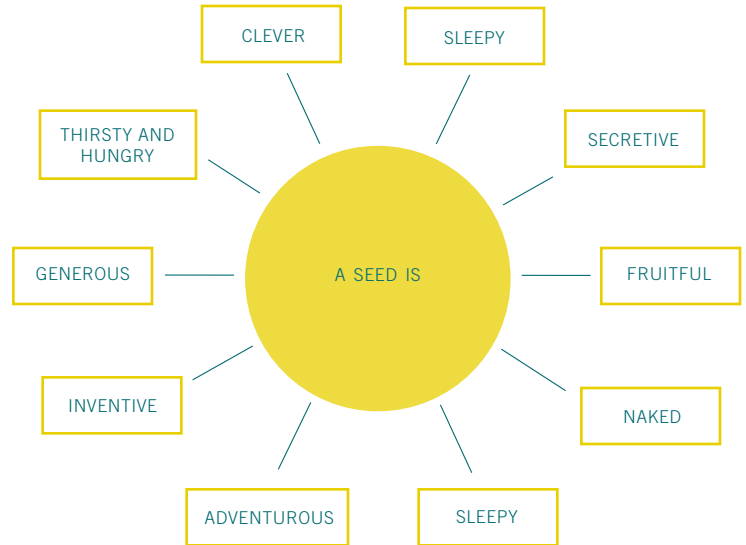 CLEVER
SLEEPY
THIRSTY AND
HUNGRY
SECRETIVE
GENEROUS
A SEED IS
FRUITFUL
INVENTIVE
NAKED
ADVENTUROUS
SLEEPY